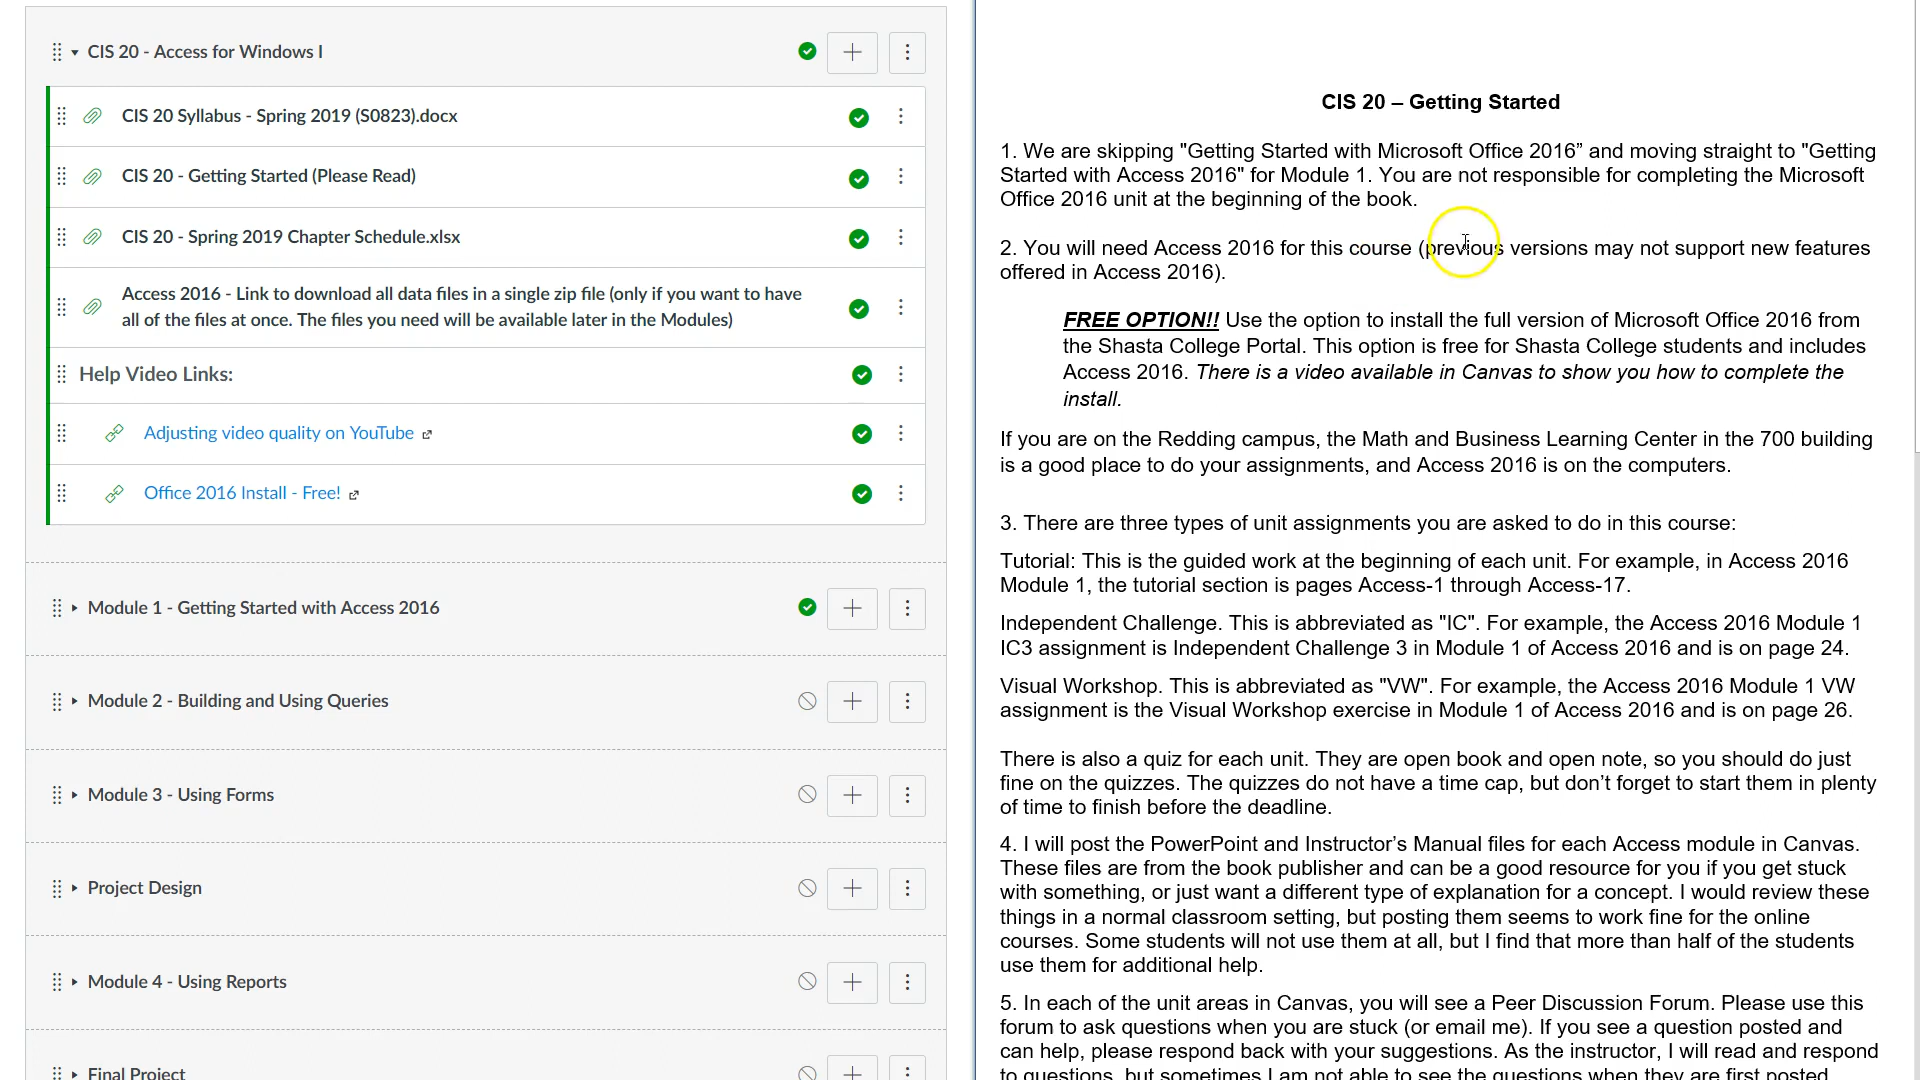 CIS 20 - Access for Windows I
CIS 20 Syllabus - Spring 2019 (S0823).docx
CIS 20 - Getting Started (Please Read)
CIS 20 - Spring 2019 Chapter Schedule.xlsx
Access 2016 - Link to download all data files in a single zip file (only if you want to have
all of the files at once. The files you need will be available later in the Modules)
Help Video Links:
Adjusting video quality on YouTube
Office 2016 Install - Free!
Module 1 - Getting Started with Access 2016
Module 2 - Building and Using Queries
Module 3 - Using Forms
Project Design
Module 4 - Using Reports
Final Project
CIS 20 – Getting Started
1. We are skipping "Getting Started with Microsoft Office 2016” and moving straight to "Getting
Started with Access 2016" for Module 1. You are not responsible for completing the Microsoft
Office 2016 unit at the beginning of the book.
2. You will need Access 2016 for this course (previous versions may not support new features
offered in Access 2016).
FREE OPTION!! Use the option to install the full version of Microsoft Office 2016 from
the Shasta College Portal. This option is free for Shasta College students and includes
Access 2016. There is a video available in Canvas to show you how to complete the
install.
If you are on the Redding campus, the Math and Business Learning Center in the 700 building
is a good place to do your assignments, and Access 2016 is on the computers.
3. There are three types of unit assignments you are asked to do in this course:
Tutorial: This is the guided work at the beginning of each unit. For example, in Access 2016
Module 1, the tutorial section is pages Access-1 through Access-17.
Independent Challenge. This is abbreviated as "IC". For example, the Access 2016 Module 1
IC3 assignment is Independent Challenge 3 in Module 1 of Access 2016 and is on page 24.
Visual Workshop. This is abbreviated as "VW". For example, the Access 2016 Module 1 VW
assignment is the Visual Workshop exercise in Module 1 of Access 2016 and is on page 26.
There is also a quiz for each unit. They are open book and open note, so you should do just
fine on the quizzes. The quizzes do not have a time cap, but don’t forget to start them in plenty
of time to finish before the deadline.
4. I will post the PowerPoint and Instructor’s Manual files for each Access module in Canvas.
These files are from the book publisher and can be a good resource for you if you get stuck
with something, or just want a different type of explanation for a concept. I would review these
things in a normal classroom setting, but posting them seems to work fine for the online
courses. Some students will not use them at all, but I find that more than half of the students
use them for additional help.
5. In each of the unit areas in Canvas, you will see a Peer Discussion Forum. Please use this
forum to ask questions when you are stuck (or email me). If you see a question posted and
can help, please respond back with your suggestions. As the instructor, I will read and respond
to questions, but sometimes I am not able to see the questions when they are first posted.